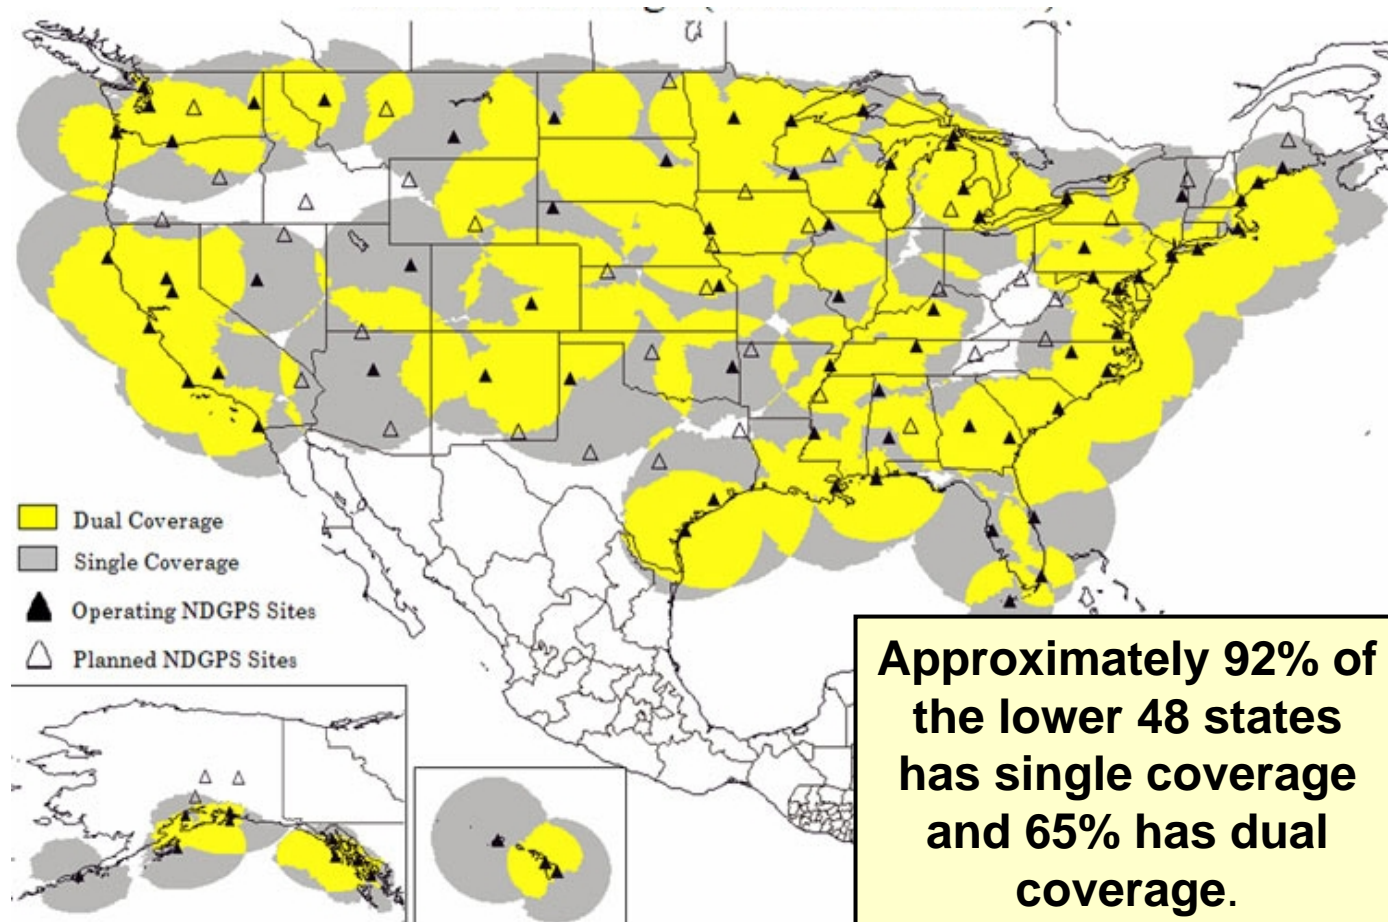 Dual Coverage
Single Coverage
Operating NDGPS Sites
Planned NDGPS Sites
Approximately 92% of
the lower 48 states
has single coverage
and 65% has dual
coverage.